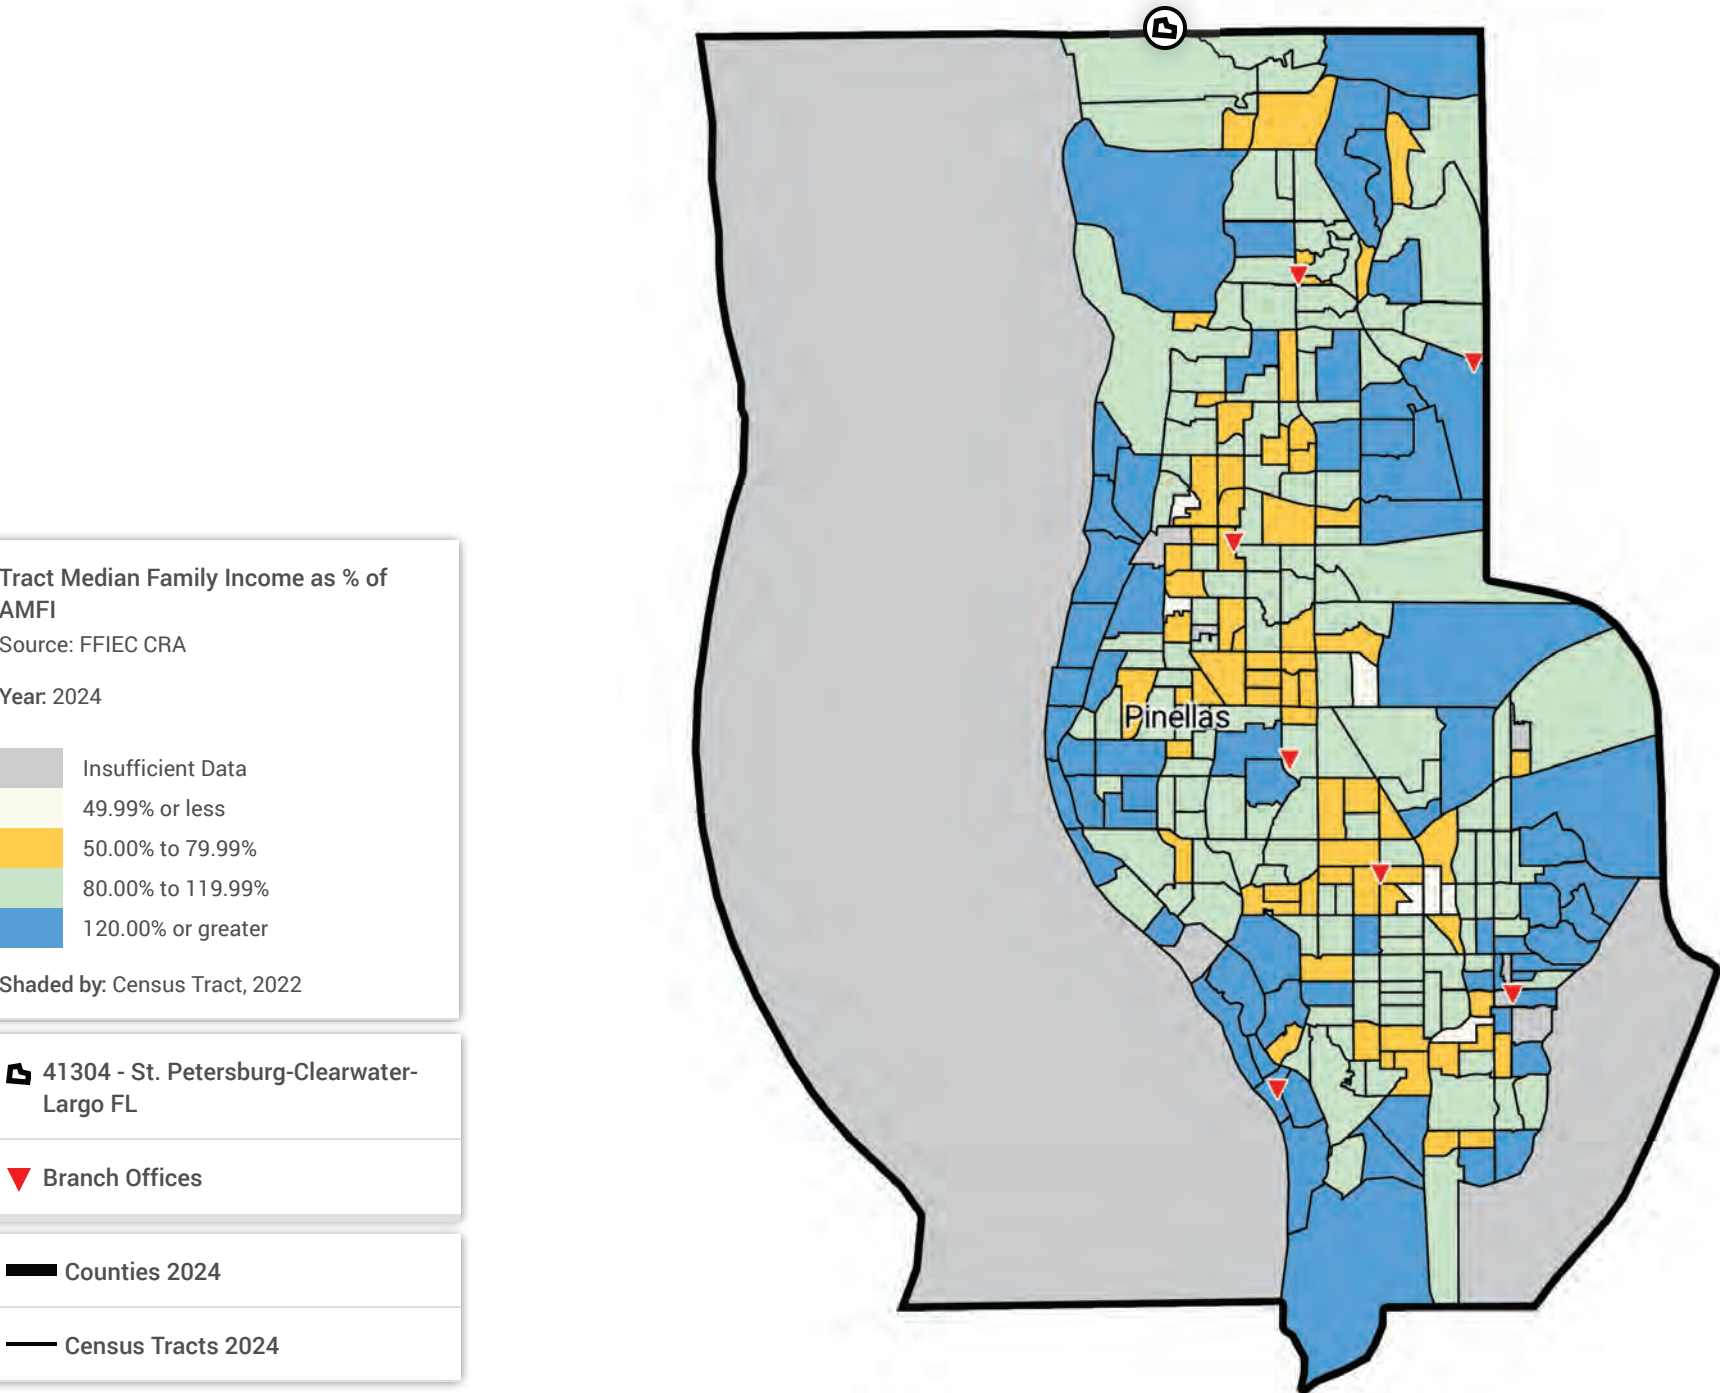 Tract Median Family Income as % of
AMFI
Source: FFIEC CRA
Year: 2024
Insufficient Data
49.99% or less
50.00% to 79.99%
80.00% to 119.99%
120.00% or greater
Shaded by: Census Tract, 2022
41304 - St. Petersburg-Clearwater-
Largo FL
Branch Offices
Counties 2024
Census Tracts 2024
Pinellas